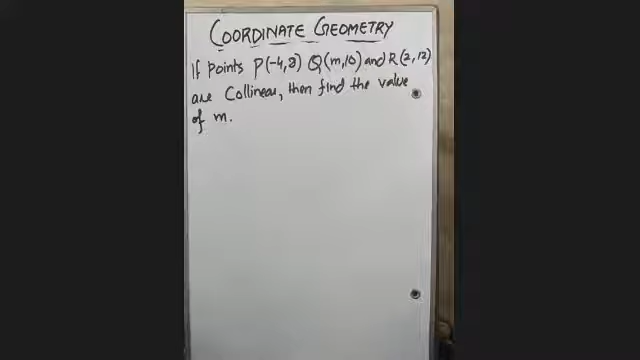 COORDINATE GEOMETRY
If Points P(-4,8) Q(m,10) and R(2,12)
are Collinear, then find the value
of m.